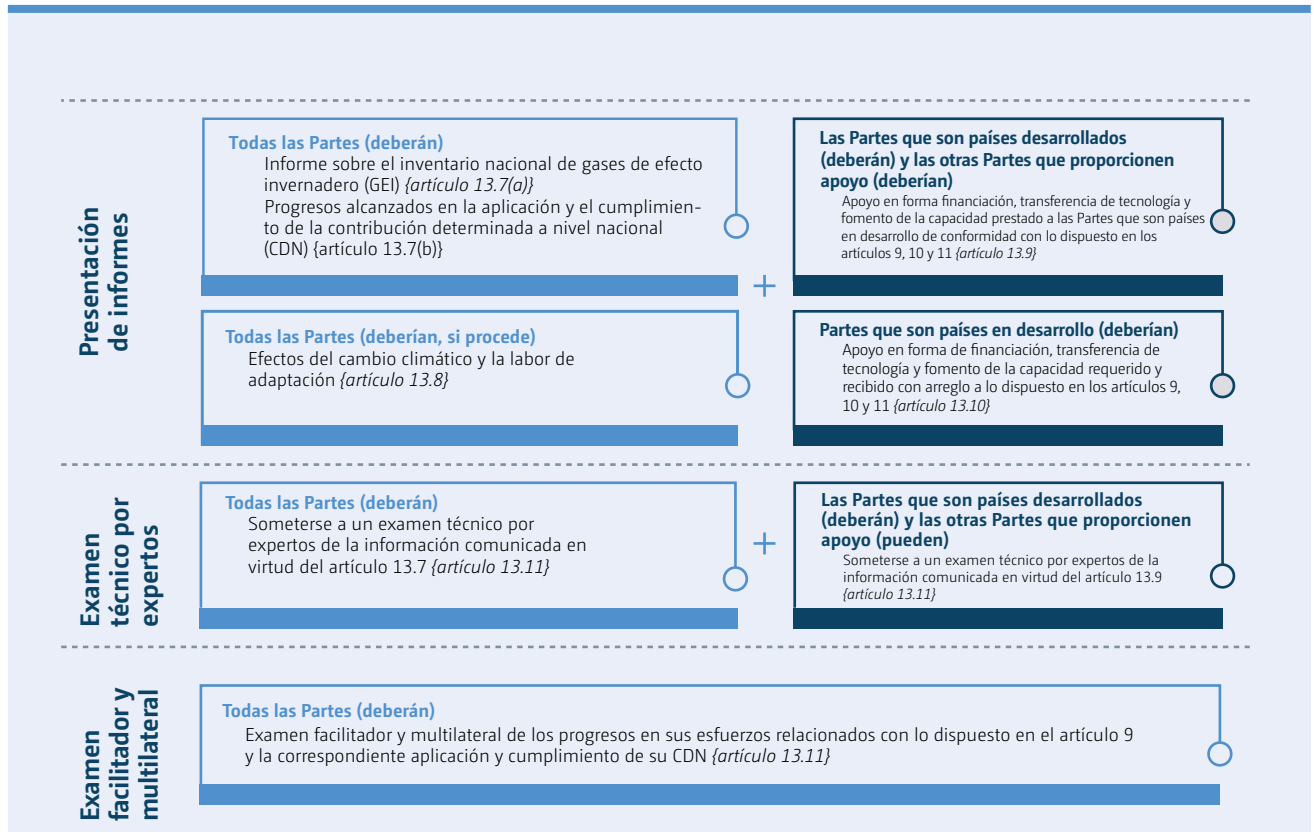 Presentación
de informes
Todas las Partes (deberán)
Informe sobre el inventario nacional de gases de efecto
invernadero (GEI) {artículo 13.7(a)}
Progresos alcanzados en la aplicación y el cumplimien-
to de la contribución determinada a nivel nacional
(CDN) {artículo 13.7(b)}
+
Las Partes que son países desarrollados
(deberán) y las otras Partes que proporcionen
apoyo (deberían)
Apoyo en forma financiación, transferencia de tecnología y
fomento de la capacidad prestado a las Partes que son países
en desarrollo de conformidad con lo dispuesto en los
artículos 9, 10 y 11 {artículo 13.9}
Todas las Partes (deberían, si procede)
Efectos del cambio climático y la labor de
adaptación {artículo 13.8}
Partes que son países en desarrollo (deberían)
Apoyo en forma de financiación, transferencia de
tecnología y fomento de la capacidad requerido y
recibido con arreglo a lo dispuesto en los artículos 9,
10 y 11 {artículo 13.10}
Examen
técnico por
expertos
Todas las Partes (deberán)
Someterse a un examen técnico por
expertos de la información comunicada en
virtud del artículo 13.7 {artículo 13.11}
+
Las Partes que son países desarrollados
(deberán) y las otras Partes que proporcionen
apoyo (pueden)
Someterse a un examen técnico por expertos de la
información comunicada en virtud del artículo 13.9
{artículo 13.11}
Examen
facilitador y
multilateral
Todas las Partes (deberán)
Examen facilitador y multilateral de los progresos en sus esfuerzos relacionados con lo dispuesto en el artículo 9
y la correspondiente aplicación y cumplimiento de su CDN {artículo 13.11}